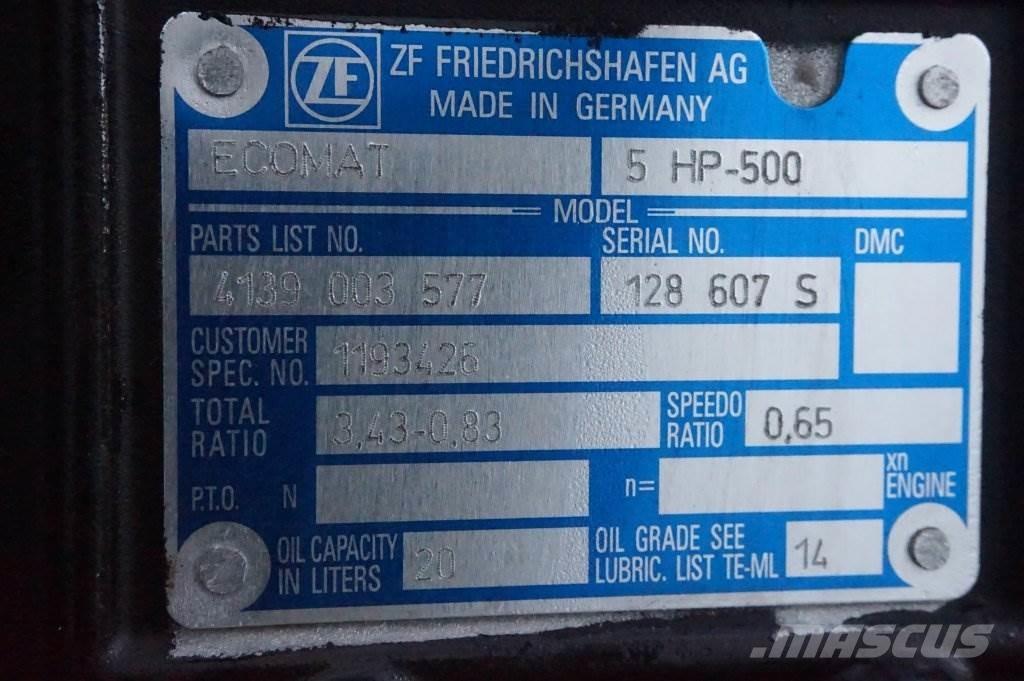 ZF
ZF FRIEDRICHSHAFEN AG
MADE IN GERMANY
ECOMAT 5 HP-500
MODEL
PARTS LIST NO. SERIAL NO. DMC
4139 003 577 128 607 S
CUSTOMER
SPEC. NO. 1193426
TOTAL
RATIO 3,43-0,83
SPEEDO
RATIO 0,65
P.T.O. N n= xn
ENGINE
OIL CAPACITY
IN LITERS 20
OIL GRADE SEE
LUBRIC. LIST TE-ML 14
MASCUS